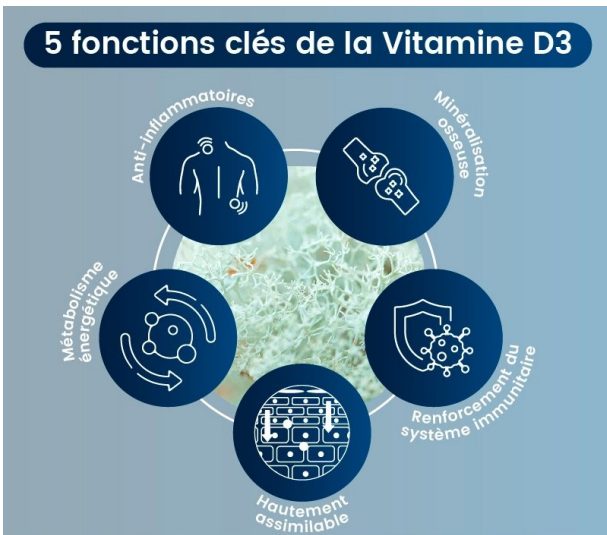 5 fonctions clés de la Vitamine D3
Anti-inflammatoires
Minéralisation
osseuse
Métabolisme
énergétique
Renforcement du
système immunitaire
Hautement
assimilable